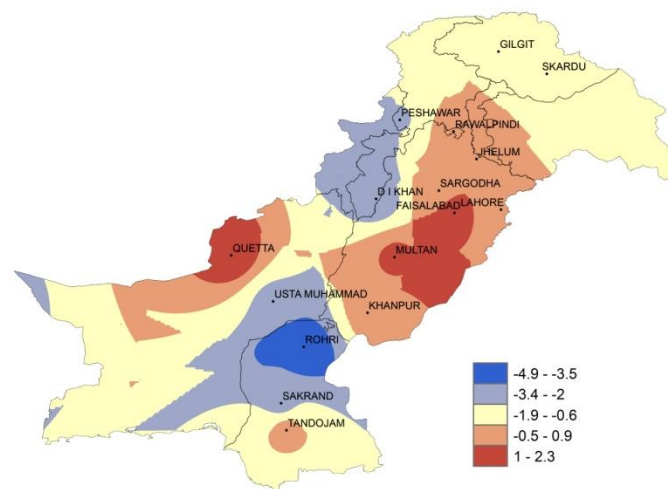 GILGIT
SKARDU
PESHAWAR
RAWALPINDI
JHELUM
D I KHAN
SARGODHA
FAISALABAD
LAHORE
QUETTA
MULTAN
USTA MUHAMMAD
KHANPUR
ROHRI
SAKRAND
TANDOJAM
-4.9 - -3.5
-3.4 - -2
-1.9 - -0.6
-0.5 - 0.9
1 - 2.3